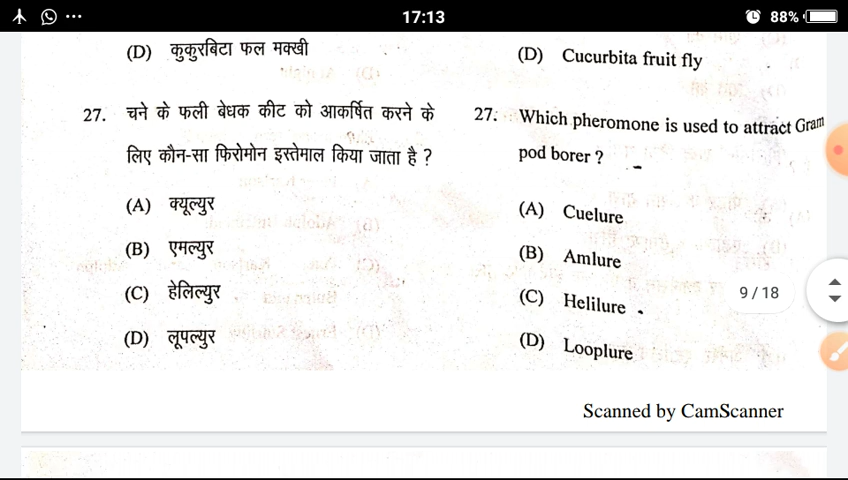 17:13
88%
(D) कुकुरबिटा फल मक्खी
(D) Cucurbita fruit fly
27. चने के फली बेधक कीट को आकर्षित करने के
लिए कौन-सा फिरोमोन इस्तेमाल किया जाता है ?
(A) क्यूल्युर
(B) एमल्युर
(C) हेलिल्युर
(D) लूपल्युर
27. Which pheromone is used to attract Gram
pod borer ?
(A) Cuelure
(B) Amlure
(C) Helilure
(D) Looplure
9 / 18
Scanned by CamScanner